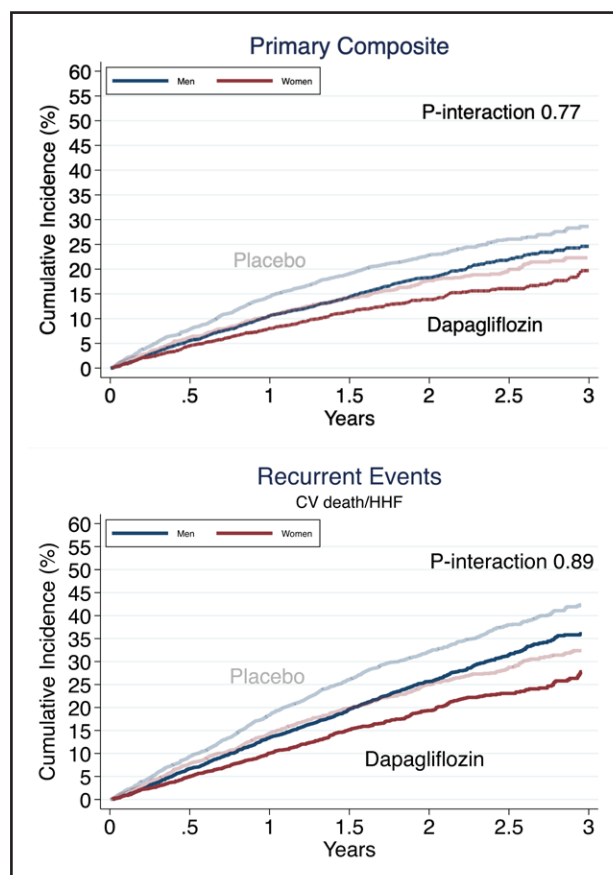 Primary Composite
Men Women
P-interaction 0.77
Cumulative Incidence (%)
60
55
50
45
40
35
30
25
20
15
10
5
0
Placebo
Dapagliflozin
0 .5 1 1.5 2 2.5 3
Years
Recurrent Events
CV death/HHF
Men Women
P-interaction 0.89
Cumulative Incidence (%)
60
55
50
45
40
35
30
25
20
15
10
5
0
Placebo
Dapagliflozin
0 .5 1 1.5 2 2.5 3
Years